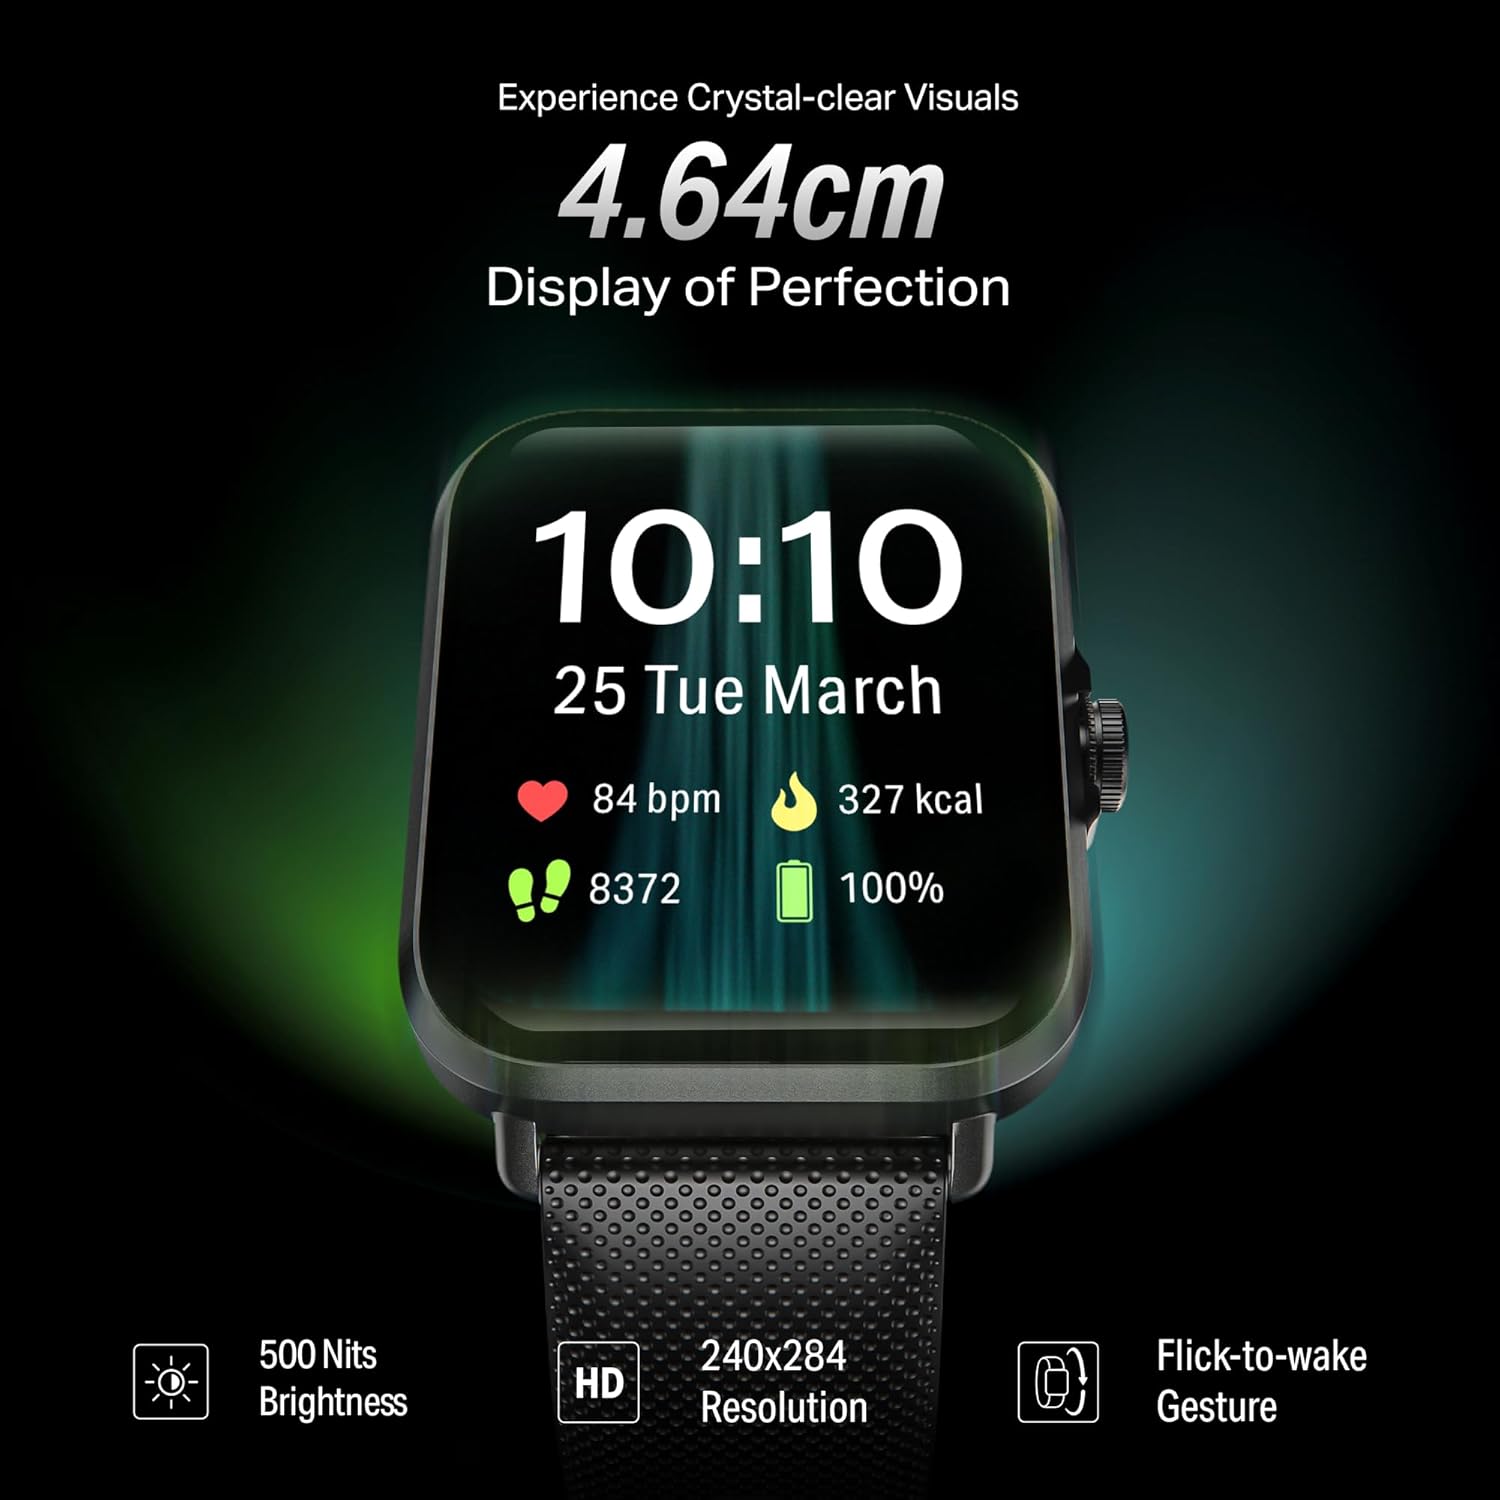 Experience Crystal-clear Visuals
4.64cm
Display of Perfection
10:10
25 Tue March
84 bpm 327 kcal
8372 100%
500 Nits
Brightness
HD
240x284
Resolution
Flick-to-wake
Gesture